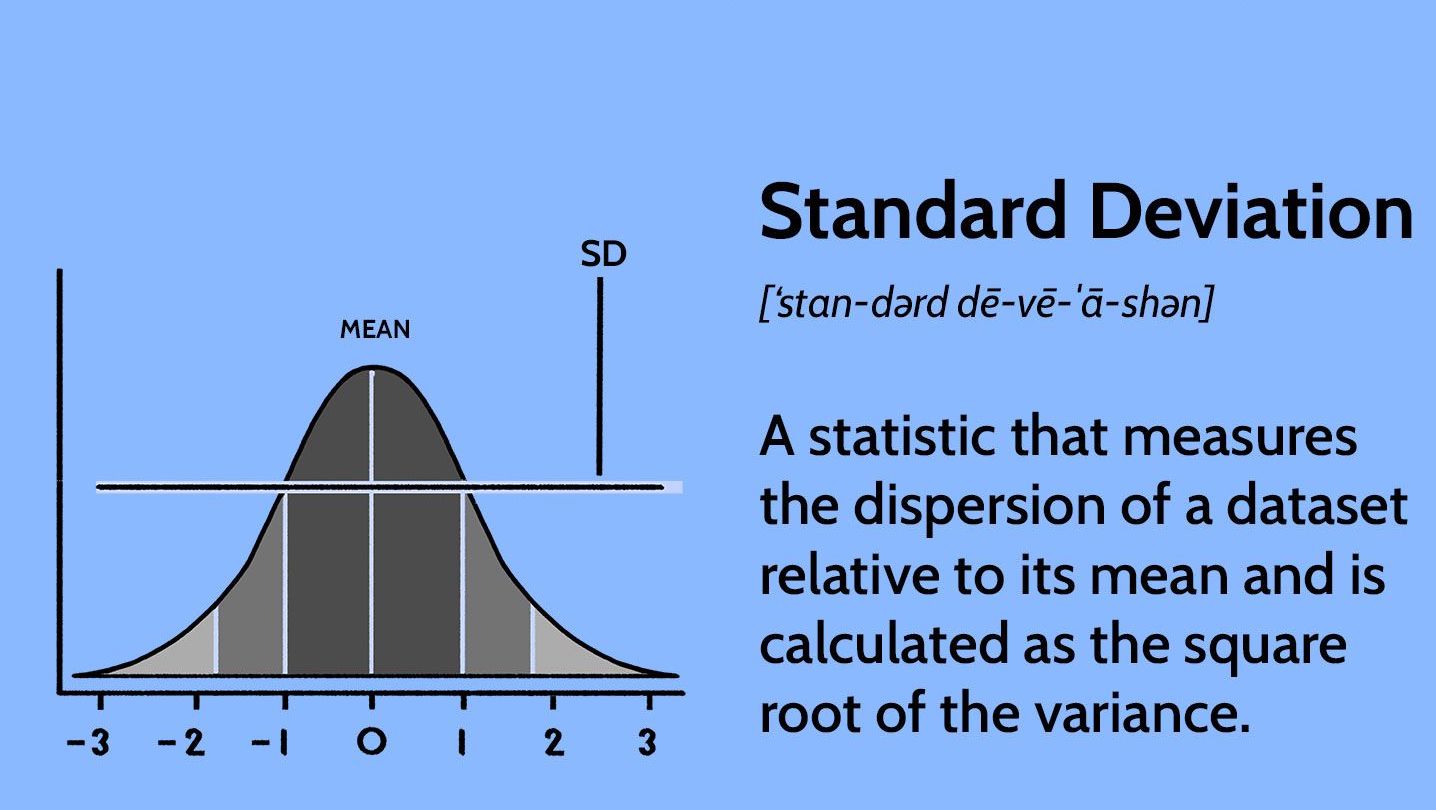 Standard Deviation
[‘stan-dərd dē-vē-ˈā-shən]
SD
MEAN
A statistic that measures
the dispersion of a dataset
relative to its mean and is
calculated as the square
root of the variance.
-3 -2 -1 0 1 2 3